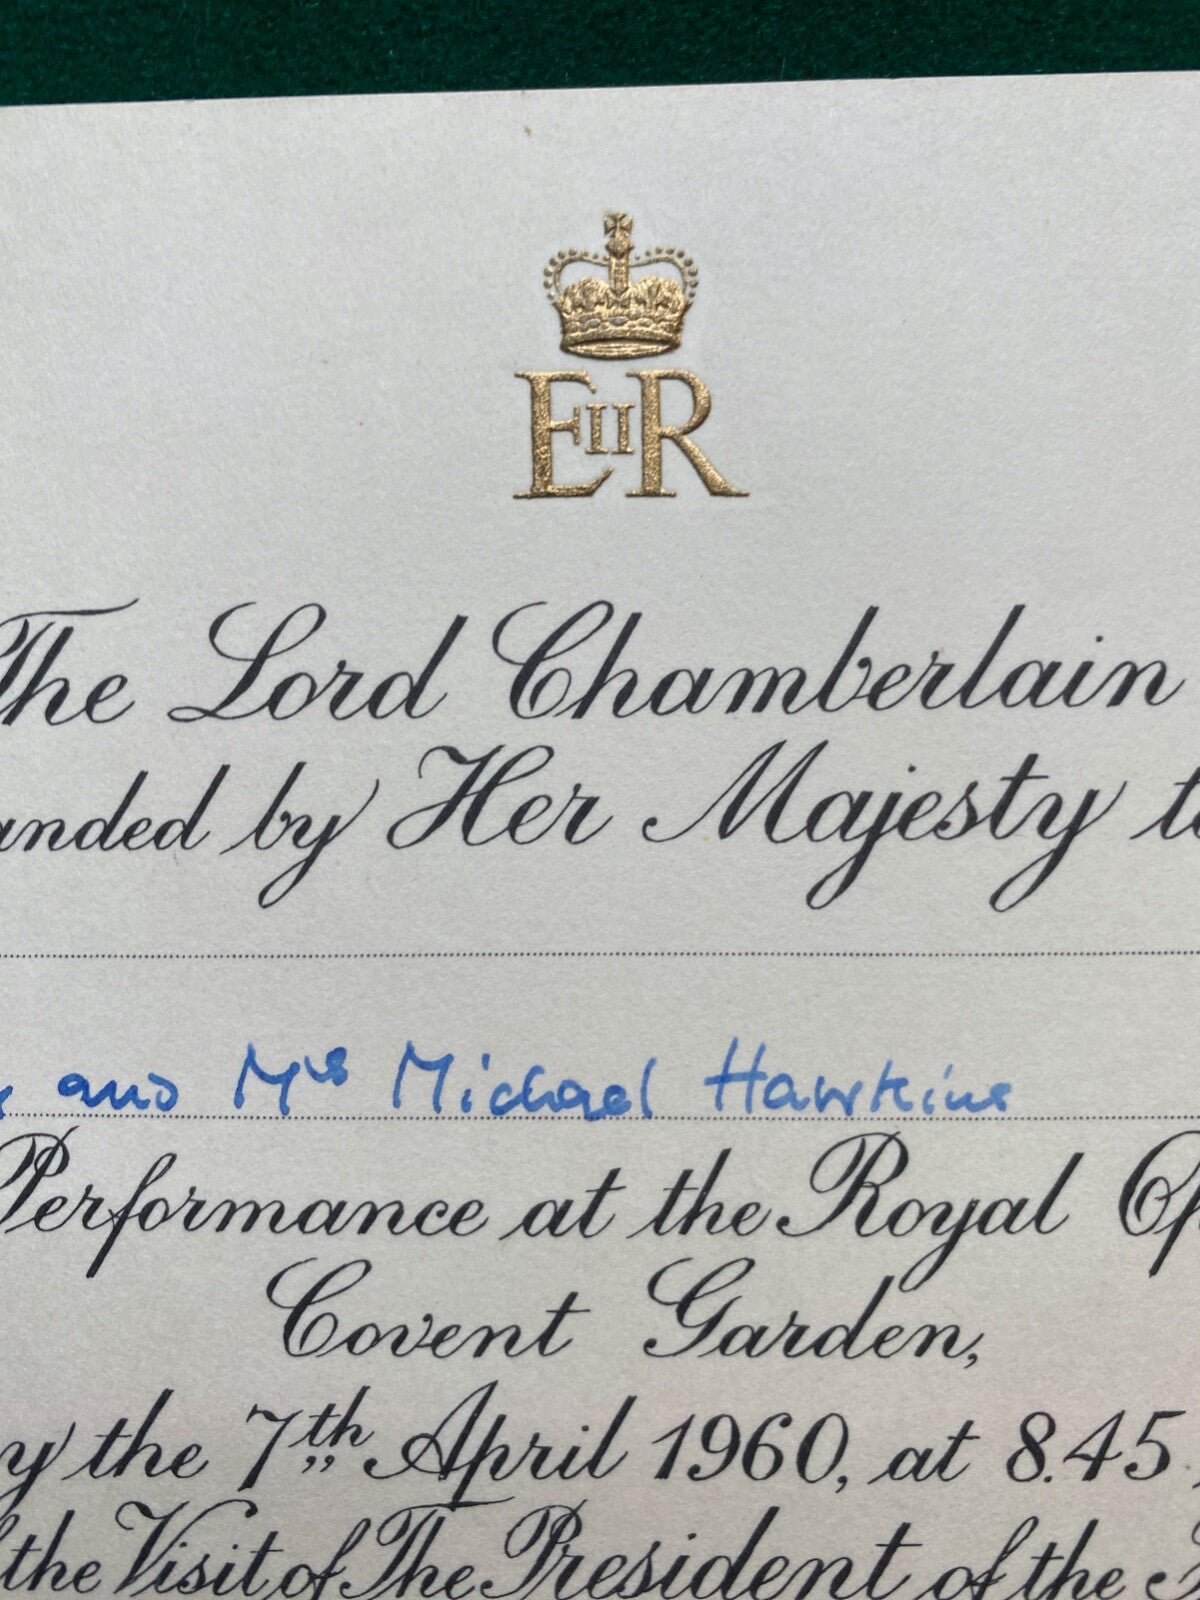 EIIR
The Lord Chamberlain
anded by Her Majesty to
and Mrs Michael Hawkins
Performance at the Royal Op
Covent Garden,
y the 7th April 1960, at 8.45
the Visit of The President of the